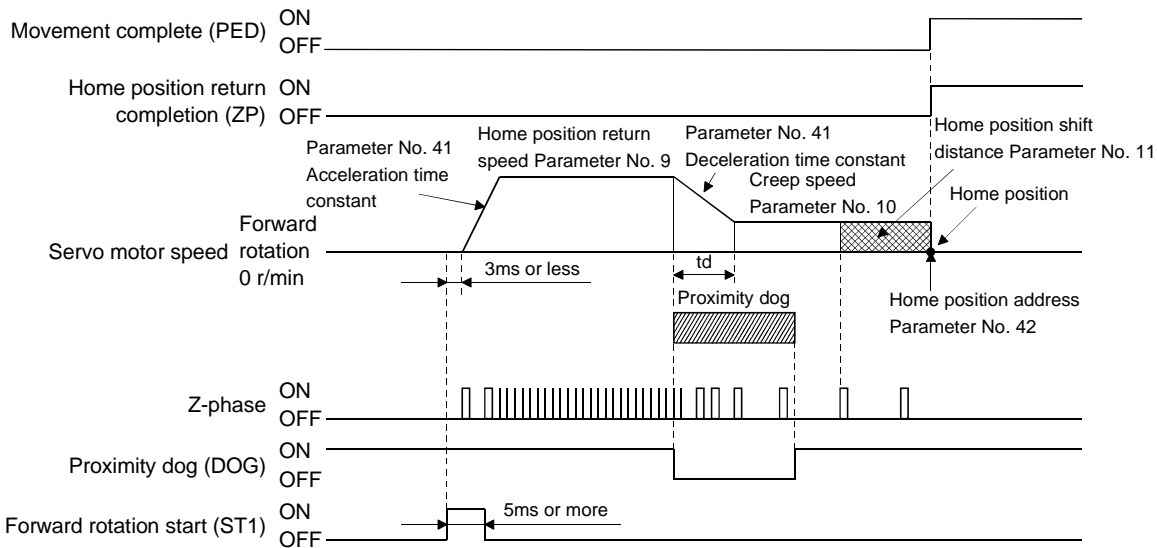 Movement complete (PED)
ON
OFF
Home position return
completion (ZP)
ON
OFF
Parameter No. 41
Acceleration time
constant
Home position return
speed Parameter No. 9
Parameter No. 41
Deceleration time constant
Creep speed
Parameter No. 10
Home position shift
distance Parameter No. 11
Home position
Servo motor speed
Forward
rotation
0 r/min
3ms or less
td
Proximity dog
Home position address
Parameter No. 42
Z-phase
ON
OFF
Proximity dog (DOG)
ON
OFF
Forward rotation start (ST1)
ON
OFF
5ms or more